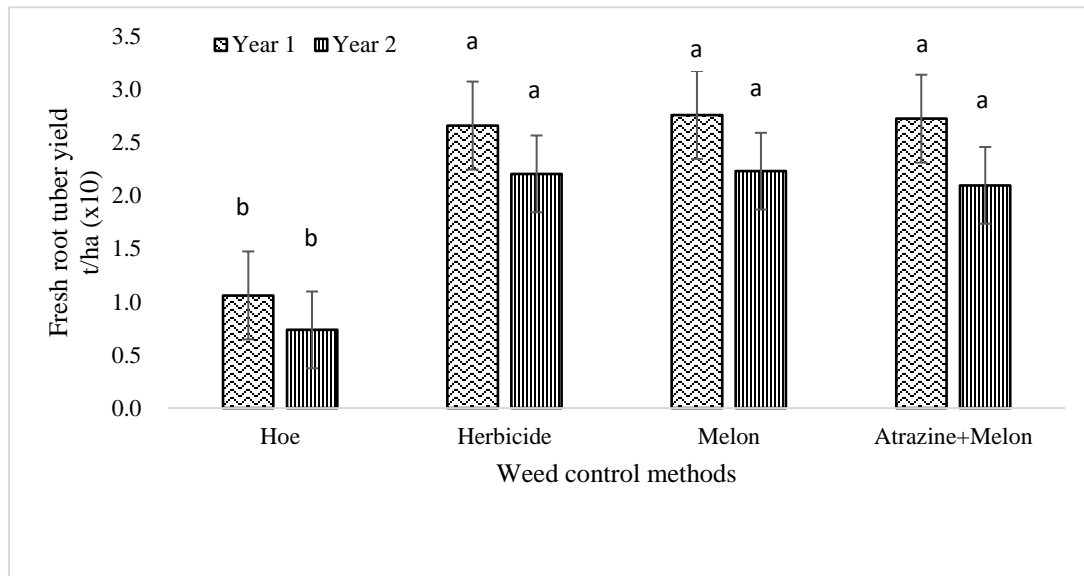 3.5
3.0
2.5
2.0
1.5
1.0
0.5
0.0
Fresh root tuber yield
t/ha (x10)
Year 1 Year 2
b b a a a a a a
Hoe Herbicide Melon Atrazine+Melon
Weed control methods